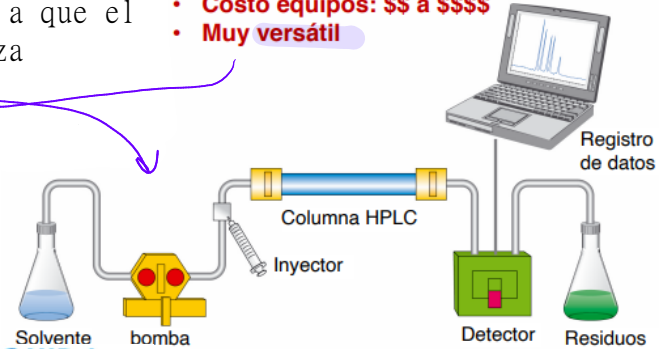 a que el
za
• Costo equipos: $$ a $$$$
• Muy versátil
Registro
de datos
Columna HPLC
Inyector
Solvente
bomba
Detector
Residuos